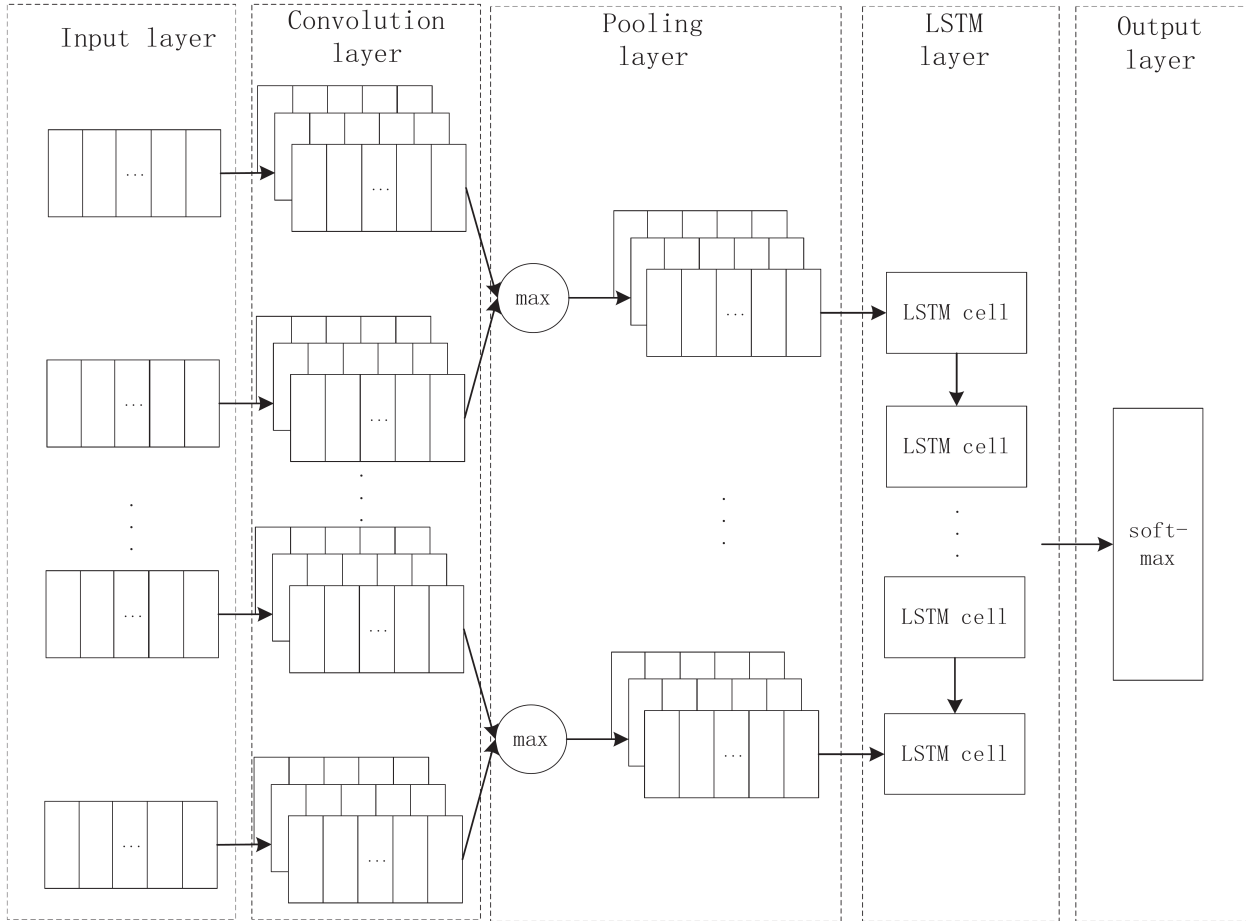 Input layer
Convolution
layer
Pooling
layer
LSTM
layer
Output
layer
...
...
...
max
...
LSTM cell
...
...
LSTM cell
...
...
...
...
soft-
max
...
...
LSTM cell
max
...
LSTM cell
...
...